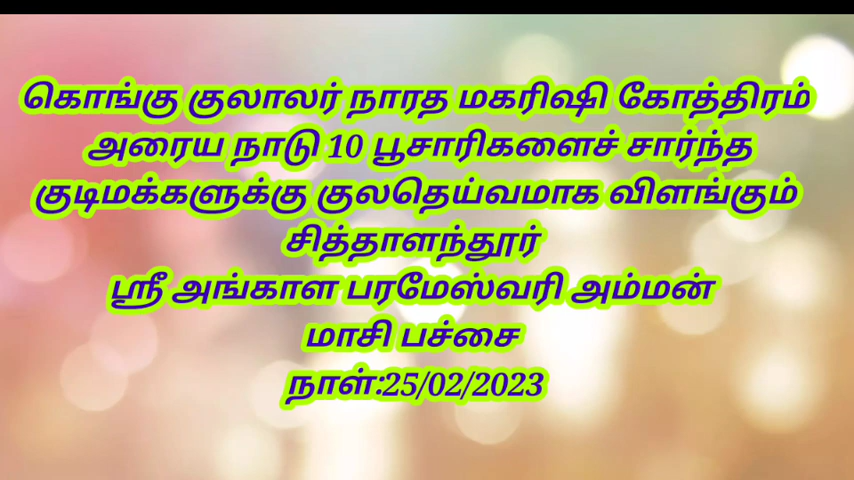 கொங்கு குலாலர் நாரத மகரிஷி கோத்திரம்
அரைய நாடு 10 பூசாரிகளைச் சார்ந்த
குடிமக்களுக்கு குலதெய்வமாக விளங்கும்
சித்தாளந்தூர்
ஸ்ரீ அங்காள பரமேஸ்வரி அம்மன்
மாசி பச்சை
நாள்:25/02/2023